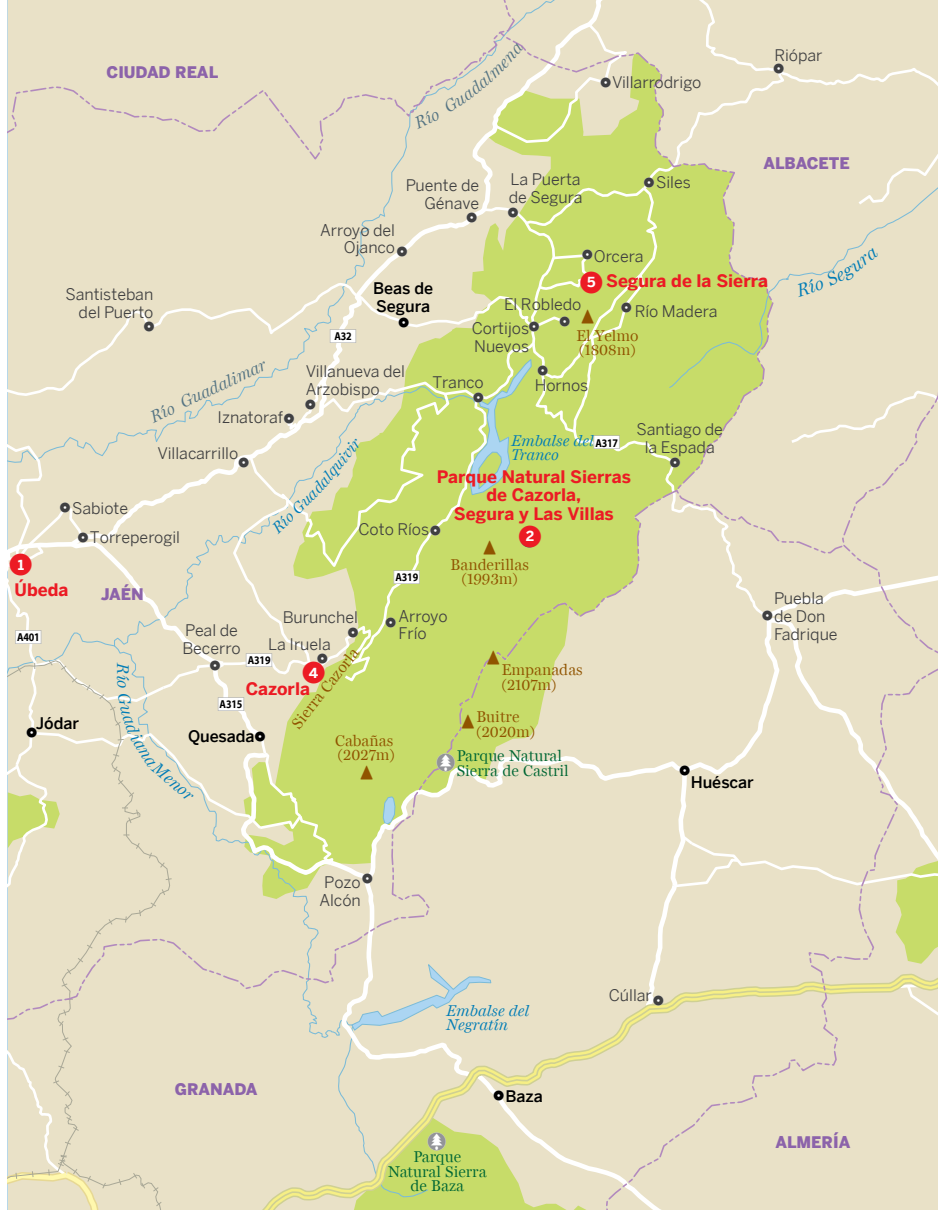 Riópar
CIUDAD REAL
Villarrodrigo
Río Guadalmena
ALBACETE
La Puerta
de Segura
Siles
Puente de
Génave
Arroyo del
Ojanco
Orcera
5 Segura de la Sierra
Río Segura
Beas de
Segura
Santisteban
del Puerto
El Robledo
Río Madera
Cortijos
Nuevos
El Yelmo
(1808m)
A32
Villanueva del
Arzobispo
Río Guadalimar
Tranco
Hornos
Iznatoraf
Santiago de
la Espada
Embalse del
Tranco
A317
Villacarrillo
Río Guadalquivir
Parque Natural Sierras
de Cazorla,
Segura y Las Villas
2
Sabiote
Coto Ríos
Torreperogil
1
Úbeda
Banderillas
(1993m)
A319
JAÉN
Puebla
de Don
Fadrique
Burunchel
Arroyo
Frío
A401
Peal de
Becerro
La Iruela
A319
4
Cazorla
Sierra Cazorla
Empanadas
(2107m)
Río Guadiana Menor
A315
Jódar
Quesada
Buitre
(2020m)
Cabañas
(2027m)
Parque Natural
Sierra de Castril
Huéscar
Pozo
Alcón
Cúllar
Embalse del
Negratín
GRANADA
Baza
ALMERÍA
Parque
Natural Sierra
de Baza